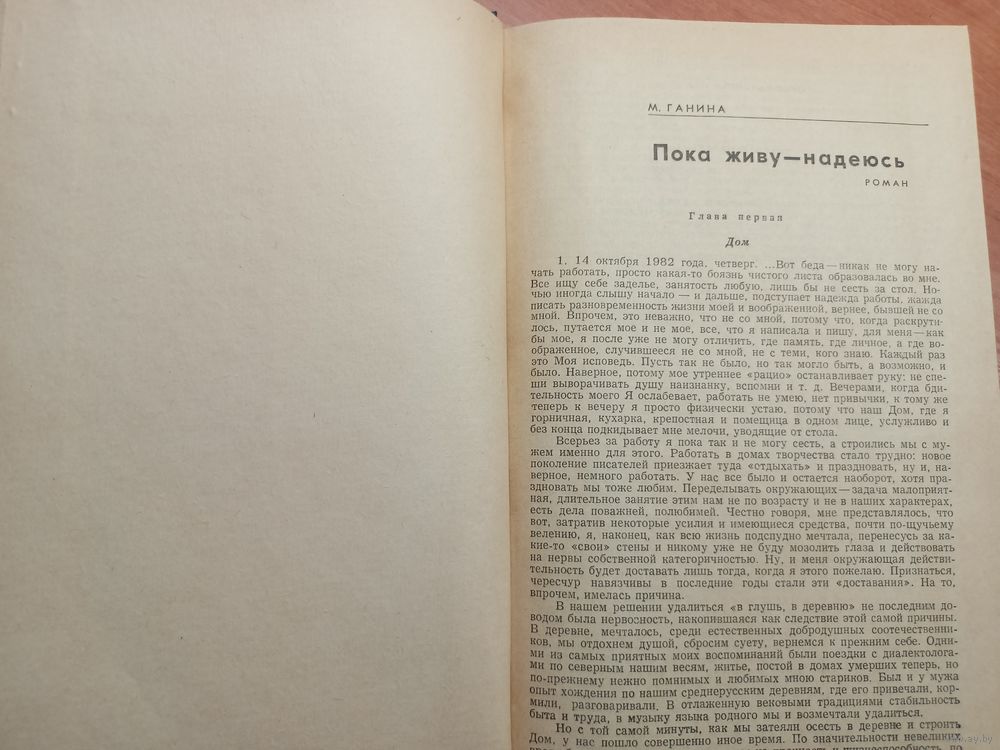 М. ГАНИНА
Пока живу—надеюсь
РОМАН
Глава первая
Дом
1. 14 октября 1982 года, четверг. ...Вот беда—никак не могу на-
чать работать, просто какая-то боязнь чистого листа образовалась во мне.
Все ищу себе заделье, занятость любую, лишь бы не сесть за стол. Но-
чью иногда слышу начало — и дальше, подступает надежда работы, жажда
писать разновременность жизни моей и воображенной, вернее, бывшей не со
мной. Впрочем, это неважно, что не со мной, потому что, когда раскрути-
лось, путается мое и не мое, все, что я написала и пишу, для меня—как
бы мое, я после уже не могу отличить, где память, где личное, а где во-
ображенное, случившееся не со мной, не с теми, кого знаю. Каждый раз
это Моя исповедь. Пусть так не было, но так могло быть, а возможно, и
было. Наверное, потому мое утреннее «рацио» останавливает руку: не спе-
ши выворачивать душу наизнанку, вспомни и т. д. Вечерами, когда бди-
тельность моего Я ослабевает, работать не умею, нет привычки, к тому же
теперь к вечеру я просто физически устаю, потому что наш Дом, где я
горничная, кухарка, крепостная и помещица в одном лице, услужливо и
без конца подкидывает мне мелочи, уводящие от стола.
Всерьез за работу я пока так и не могу сесть, а строились мы с му-
жем именно для этого. Работать в домах творчества стало трудно: новое
поколение писателей приезжает туда «отдыхать» и праздновать, ну и, на-
верное, немного работать. У нас все было и остается наоборот, хотя пра-
здновать мы тоже любим. Переделывать окружающих—задача малоприят-
ная, длительное занятие этим нам не по возрасту и не в наших характерах,
есть дела поважней, полюбимей. Честно говоря, мне представлялось, что
вот, затратив некоторые усилия и имеющиеся средства, почти по-щучьему
велению, я, наконец, как всю жизнь подспудно мечтала, перенесусь за ка-
кие-то «свои» стены и никому уже не буду мозолить глаза и действовать
на нервы собственной категоричностью. Ну, и меня окружающая действи-
тельность будет доставать лишь тогда, когда я этого пожелаю. Признаться,
чересчур навязчивы в последние годы стали эти «доставания». На то,
впрочем, имелась причина.
В нашем решении удалиться «в глушь, в деревню» не последним до-
водом была нервозность, накопившаяся как следствие этой самой причины.
В деревне, мечталось, среди естественных добродушных соотечественни-
ков, мы отдохнем душой, сбросим суету, вернемся к прежним себе. Одни-
ми из самых приятных моих воспоминаний были поездки с диалектолога-
ми по северным нашим весям, житье, постой в домах умерших теперь, но
по-прежнему нежно помнимых и любимых мною стариков. Был и у мужа
опыт хождения по нашим среднерусским деревням, где его привечали, кор-
мили, разговаривали. В отлаженную вековыми традициями стабильность
быта и труда, в музыку языка родного мы и возмечтали удалиться.
Но с той самой минуты, как мы затеяли осесть в деревне и строить
Дом, у нас пошло совершенно иное время. По значительности невеликих